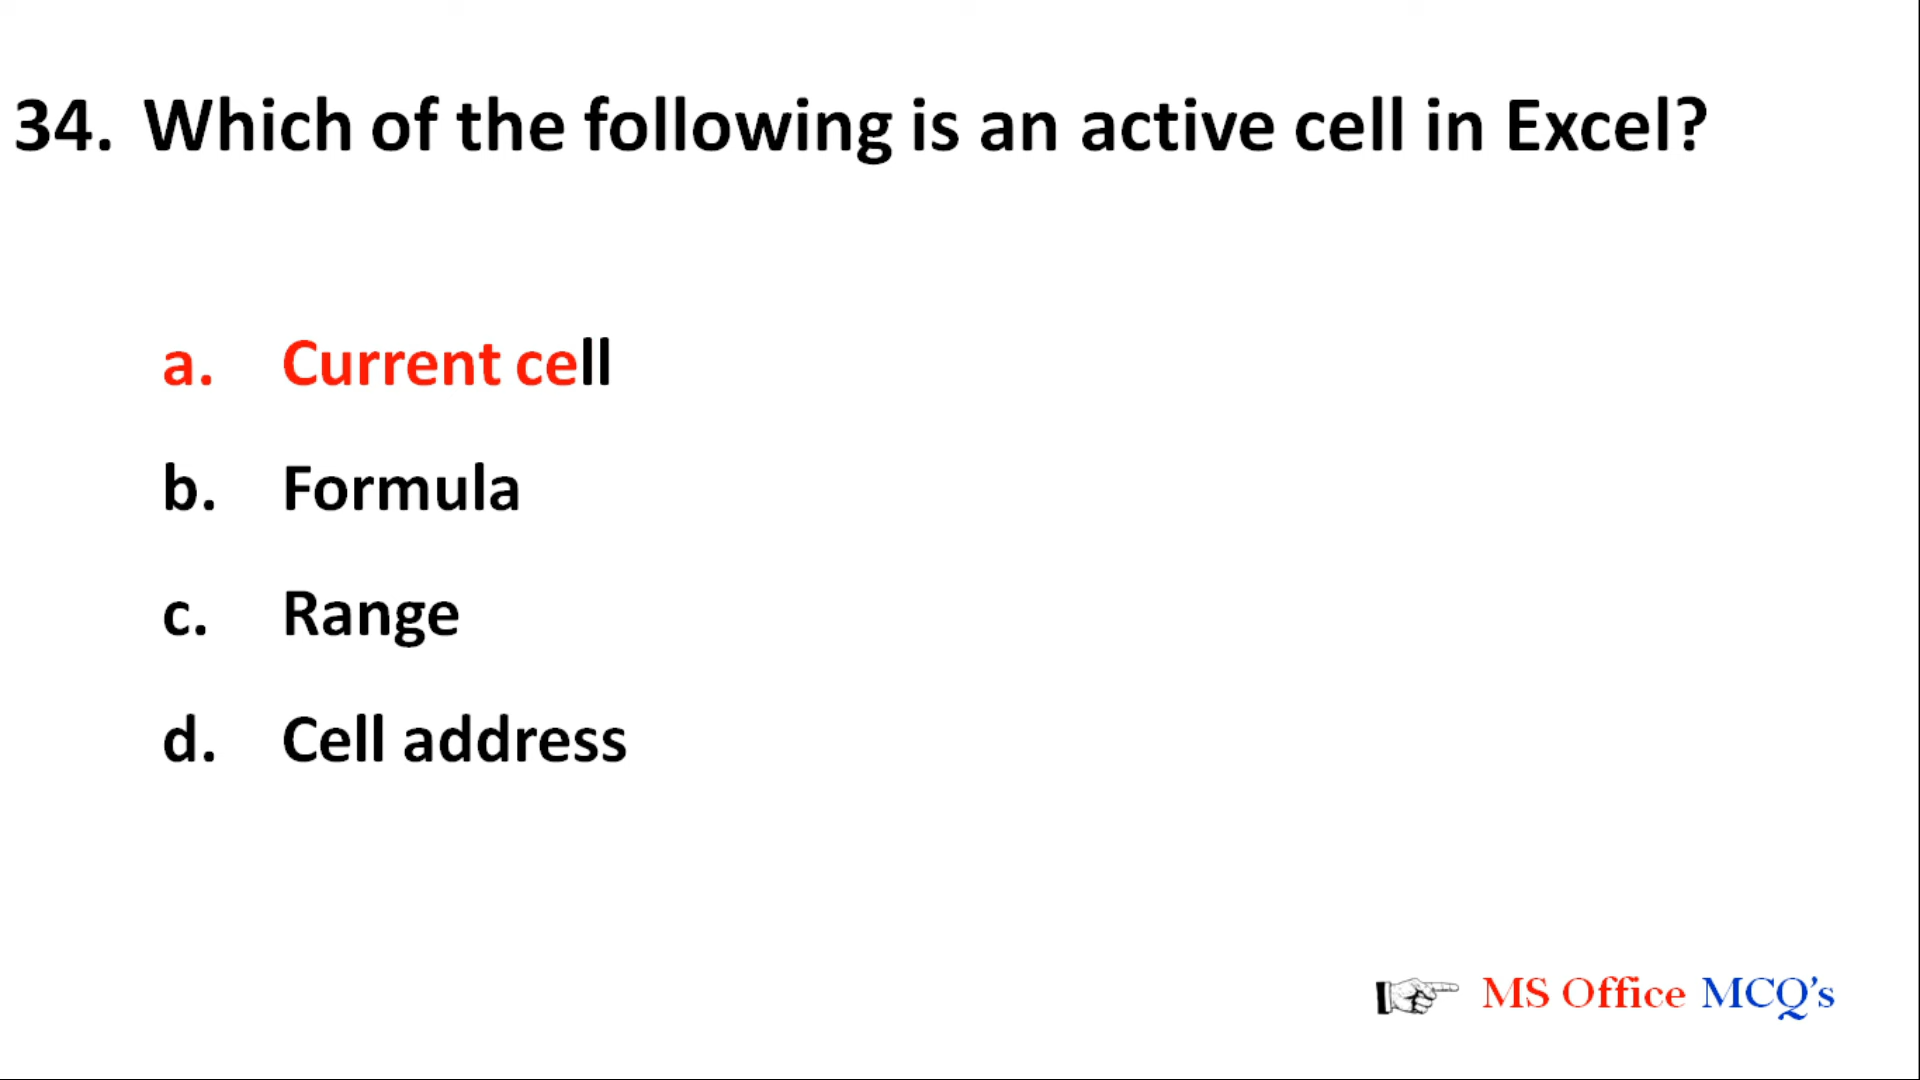 34. Which of the following is an active cell in Excel?
a. Current cell
b. Formula
c. Range
d. Cell address
MS Office MCQ's